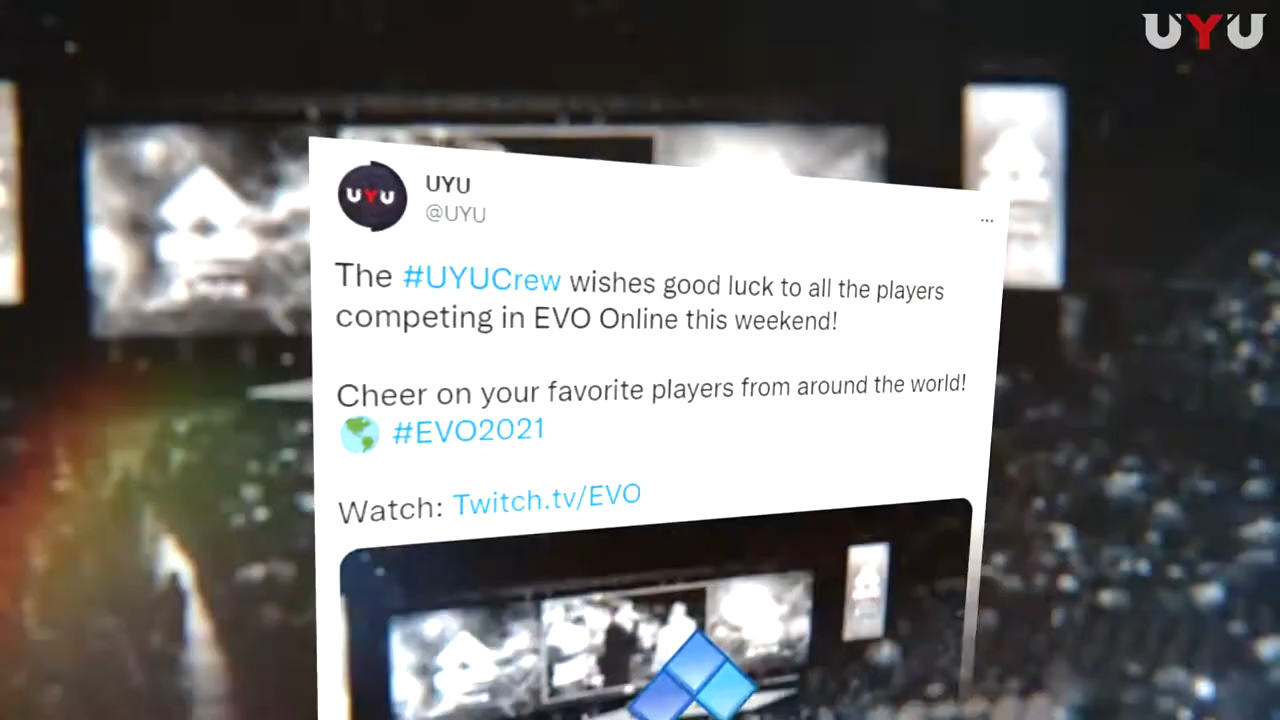 UYU
UYU
UYU
@UYU
The #UYUCrew wishes good luck to all the players
competing in EVO Online this weekend!
Cheer on your favorite players from around the world!
#EVO2021
Watch: Twitch.tv/EVO